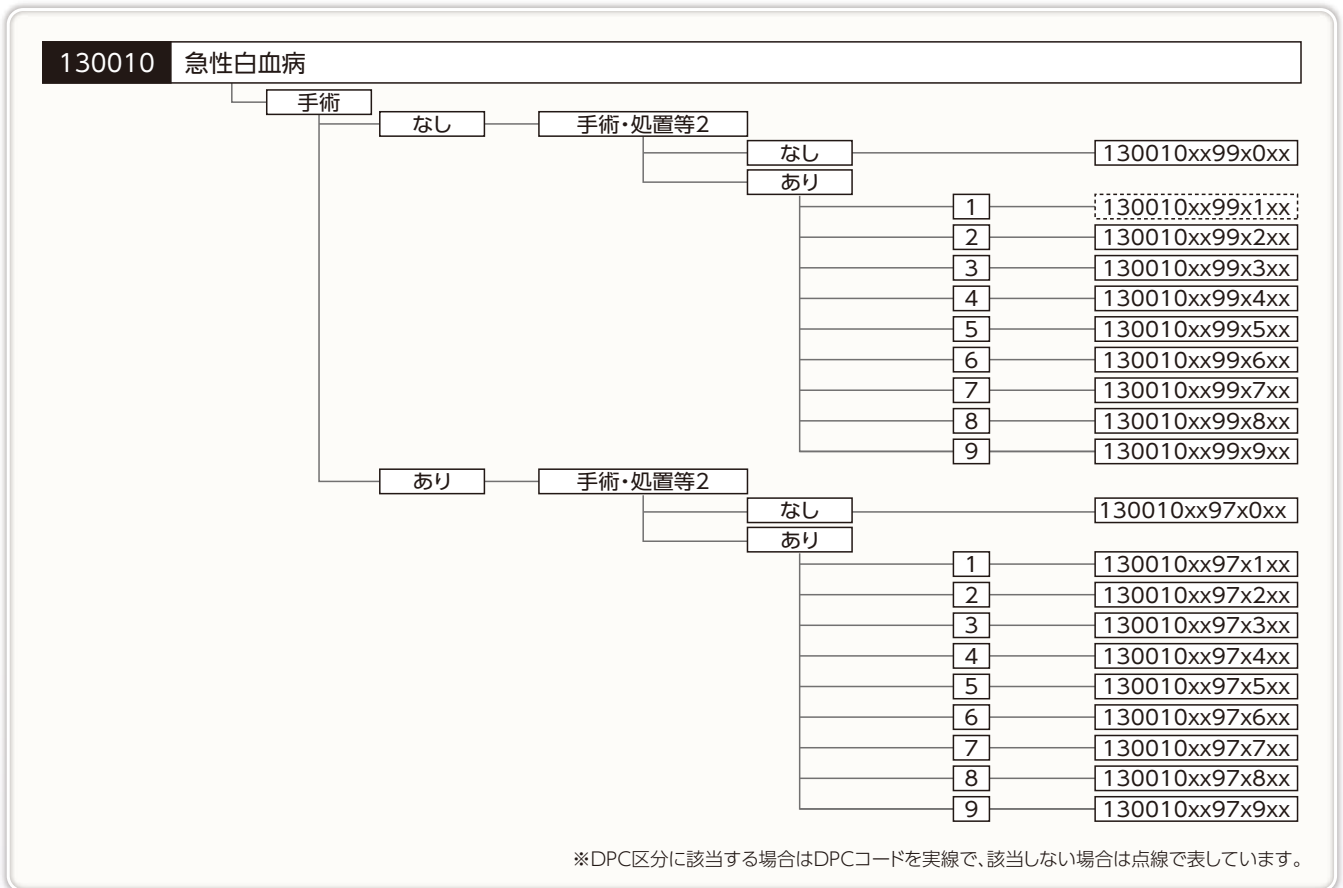 130010 急性白血病
手術
なし 手術・処置等2
なし 130010xx99x0xx
あり
1 130010xx99x1xx
2 130010xx99x2xx
3 130010xx99x3xx
4 130010xx99x4xx
5 130010xx99x5xx
6 130010xx99x6xx
7 130010xx99x7xx
8 130010xx99x8xx
9 130010xx99x9xx
あり 手術・処置等2
なし 130010xx97x0xx
あり
1 130010xx97x1xx
2 130010xx97x2xx
3 130010xx97x3xx
4 130010xx97x4xx
5 130010xx97x5xx
6 130010xx97x6xx
7 130010xx97x7xx
8 130010xx97x8xx
9 130010xx97x9xx
※DPC区分に該当する場合はDPCコードを実線で、該当しない場合は点線で表しています。